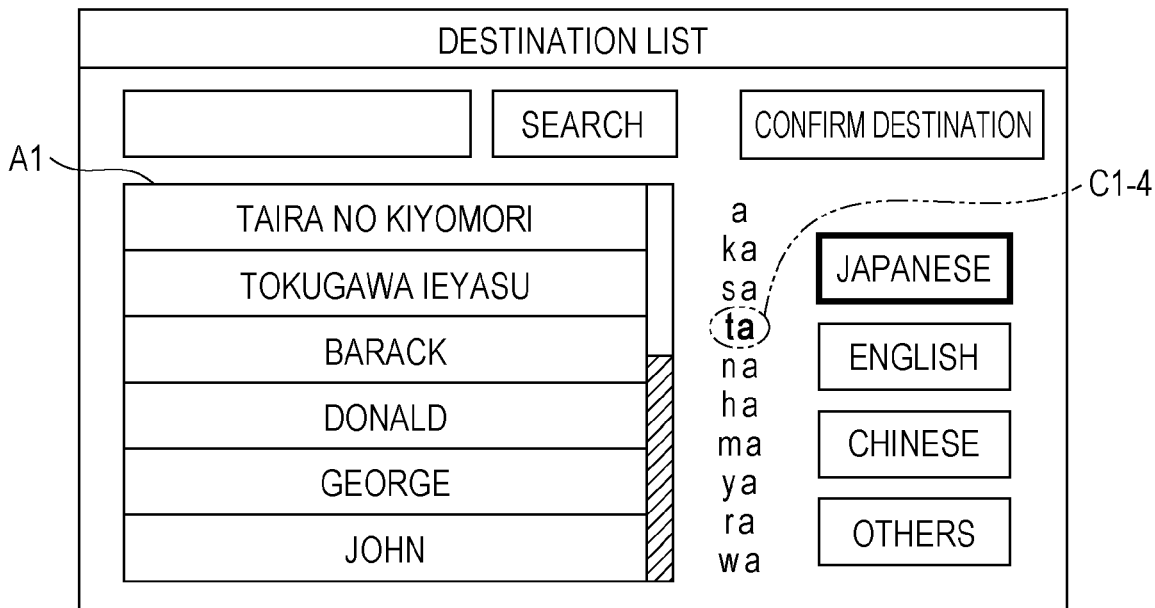 DESTINATION LIST
SEARCH
CONFIRM DESTINATION
A1
C1-4
TAIRA NO KIYOMORI
TOKUGAWA IEYASU
BARACK
DONALD
GEORGE
JOHN
a
ka
sa
ta
na
ha
ma
ya
ra
wa
JAPANESE
ENGLISH
CHINESE
OTHERS